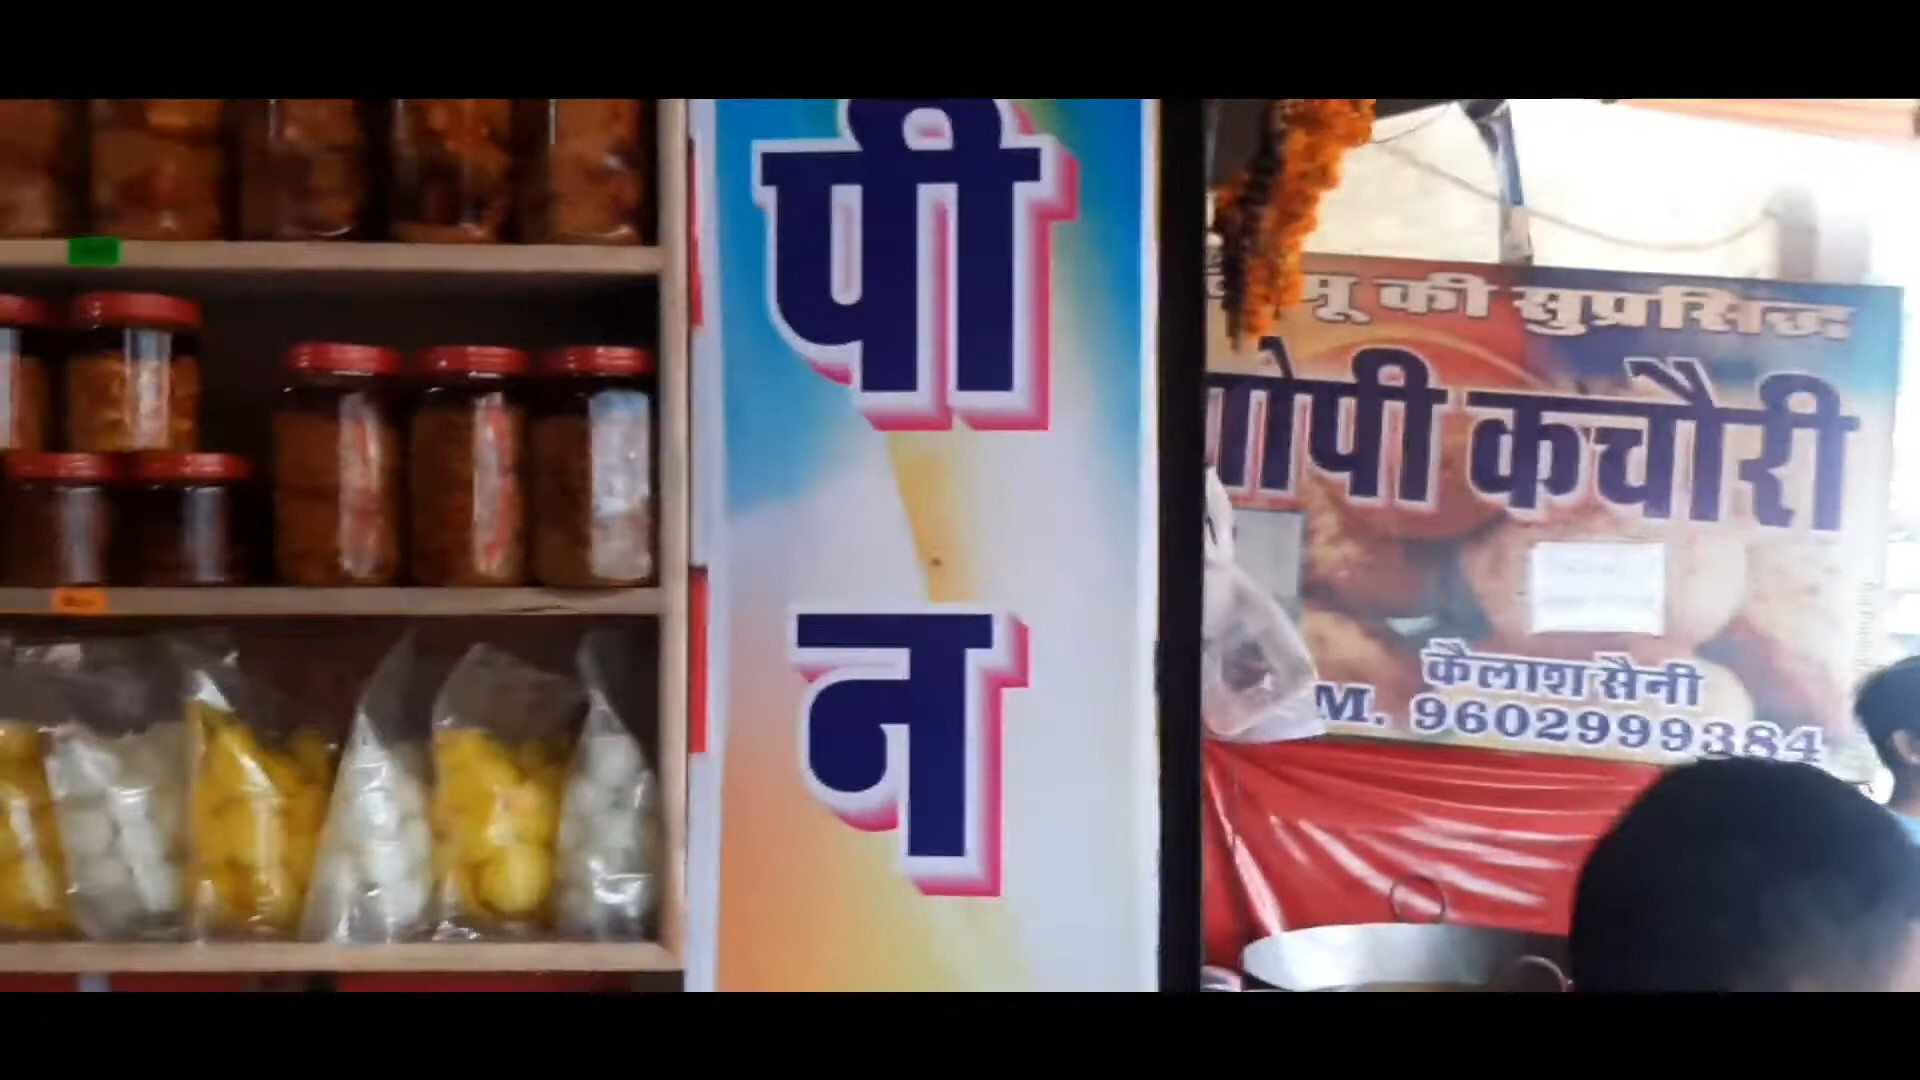 पी
न
मू की सुप्रसिद्ध
गोपी कचौरी
कैलाश सैनी
M. 9602999384